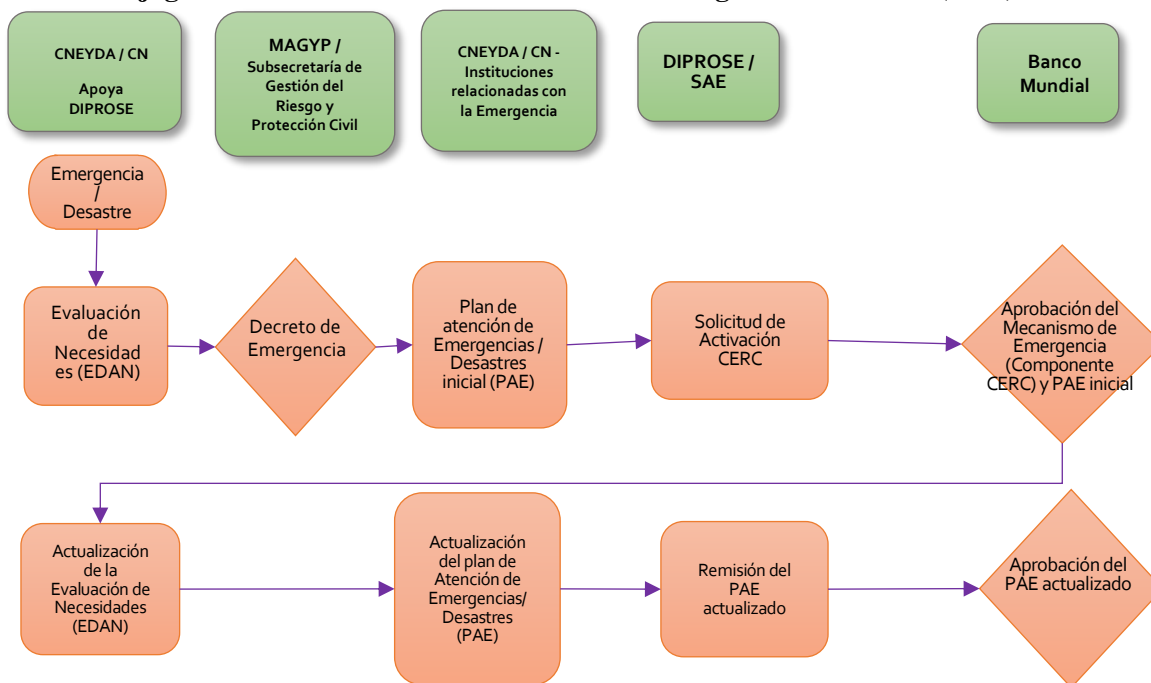 CNEYDA / CN
Apoya
DIPROSE
MAGYP /
Subsecretaría de
Gestión del
Riesgo y
Protección Civil
CNEYDA / CN -
Instituciones
relacionadas con
la Emergencia
DIPROSE /
SAE
Banco
Mundial
Emergencia
/
Desastre
Evaluación
de
Necesidad
es (EDAN)
Decreto de
Emergencia
Plan de
atención de
Emergencias /
Desastres
inicial (PAE)
Solicitud de
Activación
CERC
Aprobación del
Mecanismo de
Emergencia
(Componente
CERC) y PAE inicial
Actualización
de la
Evaluación de
Necesidades
(EDAN)
Actualización
del plan de
Atención de
Emergencias/
Desastres
(PAE)
Remisión del
PAE
actualizado
Aprobación del
PAE actualizado